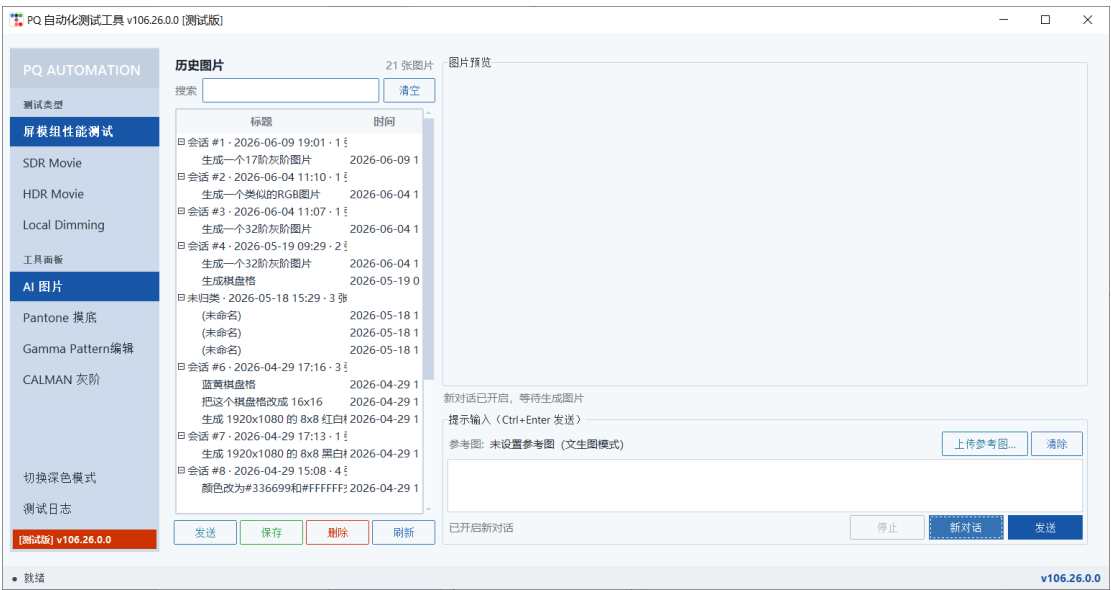 PQ 自动化测试工具 v106.26.0.0 [测试版]
PQ AUTOMATION
测试类型
屏模组性能测试
SDR Movie
HDR Movie
Local Dimming
工具面板
AI 图片
Pantone 摸底
Gamma Pattern编辑
CALMAN 灰阶
切换深色模式
测试日志
[测试版] v106.26.0.0
历史图片 21 张图片
搜索 清空
标题 时间
会话 #1 · 2026-06-09 19:01 · 1
生成一个17阶灰阶图片 2026-06-09 1
会话 #2 · 2026-06-04 11:10 · 1
生成一个类似的RGB图片 2026-06-04 1
会话 #3 · 2026-06-04 11:07 · 1
生成一个32阶灰阶图片 2026-06-04 1
会话 #4 · 2026-05-19 09:29 · 2
生成一个32阶灰阶图片 2026-06-04 1
生成棋盘格 2026-05-19 0
未归类 · 2026-05-18 15:29 · 3 张
(未命名) 2026-05-18 1
(未命名) 2026-05-18 1
(未命名) 2026-05-18 1
会话 #6 · 2026-04-29 17:16 · 3
蓝黄棋盘格 2026-04-29 1
把这个棋盘格改成 16x16 2026-04-29 1
生成 1920x1080 的 8x8 红白 2026-04-29 1
会话 #7 · 2026-04-29 17:13 · 1
生成 1920x1080 的 8x8 黑白 2026-04-29 1
会话 #8 · 2026-04-29 15:08 · 4
颜色改为#336699和#FFFFFF 2026-04-29 1
发送 保存 删除 刷新
图片预览
新对话已开启，等待生成图片
提示输入（Ctrl+Enter 发送）
参考图: 未设置参考图（文生图模式） 上传参考图... 清除
已开启新对话 停止 新对话 发送
● 就绪 v106.26.0.0